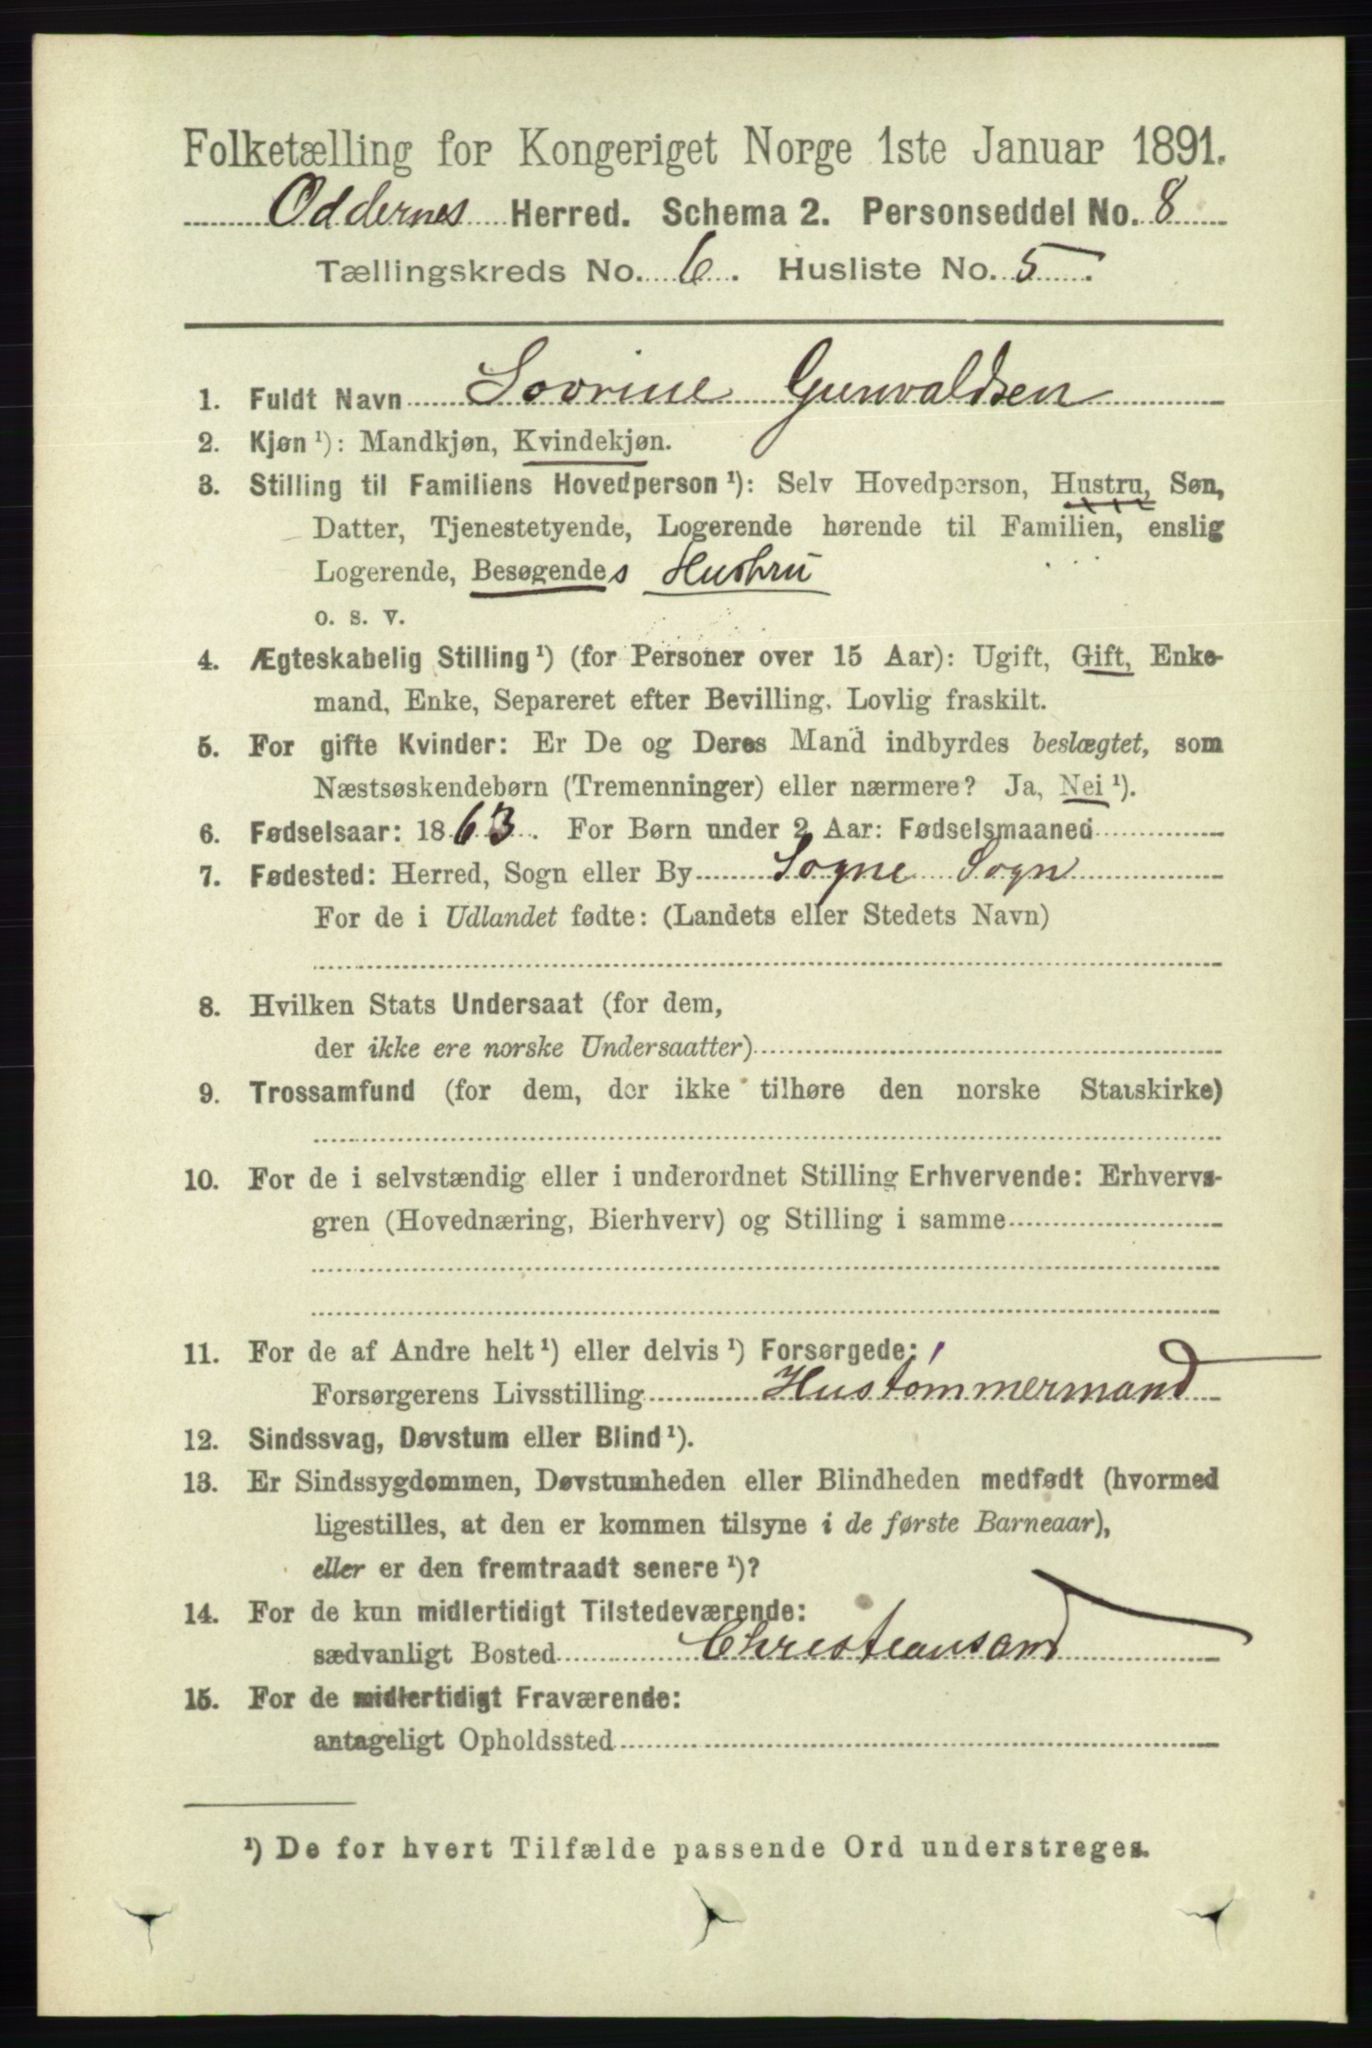 Folketælling for Kongeriget Norge 1ste Januar 1891.
Oddernes Herred. Schema 2. Personseddel No. 8
Tællingskreds No. 6. Husliste No. 5.
1. Fuldt Navn Sovrine Gunvaldsen
2. Kjøn ¹): Mandkjøn, Kvindekjøn.
3. Stilling til Familiens Hovedperson ¹): Selv Hovedperson, Hustru, Søn,
Datter, Tjenestetyende, Logerende hørende til Familien, enslig
Logerende, Besøgendes Hustru
o. s. v.
4. Ægteskabelig Stilling ¹) (for Personer over 15 Aar): Ugift, Gift, Enke-
mand, Enke, Separeret efter Bevilling. Lovlig fraskilt.
5. For gifte Kvinder: Er De og Deres Mand indbyrdes beslægtet, som
Næstsøskendebørn (Tremenninger) eller nærmere? Ja, Nei ¹).
6. Fødselsaar: 1863. For Børn under 2 Aar: Fødselsmaaned
7. Fødested: Herred, Sogn eller By Sogne Sogn
For de i Udlandet fødte: (Landets eller Stedets Navn)
8. Hvilken Stats Undersaat (for dem,
der ikke ere norske Undersaatter)
9. Trossamfund (for dem, der ikke tilhøre den norske Statskirke)
10. For de i selvstændig eller i underordnet Stilling Erhvervende: Erhvervs-
gren (Hovednæring, Bierhverv) og Stilling i samme
11. For de af Andre helt ¹) eller delvis ¹) Forsørgede:
Forsørgerens Livsstilling Hustømmermand
12. Sindssvag, Døvstum eller Blind ¹).
13. Er Sindssygdommen, Døvstumheden eller Blindheden medfødt (hvormed
ligestilles, at den er kommen tilsyne i de første Barneaar),
eller er den fremtraadt senere ¹)?
14. For de kun midlertidigt Tilstedeværende:
sædvanligt Bosted Christiansand
15. For de midlertidigt Fraværende:
antageligt Opholdssted
¹) De for hvert Tilfælde passende Ord understreges.